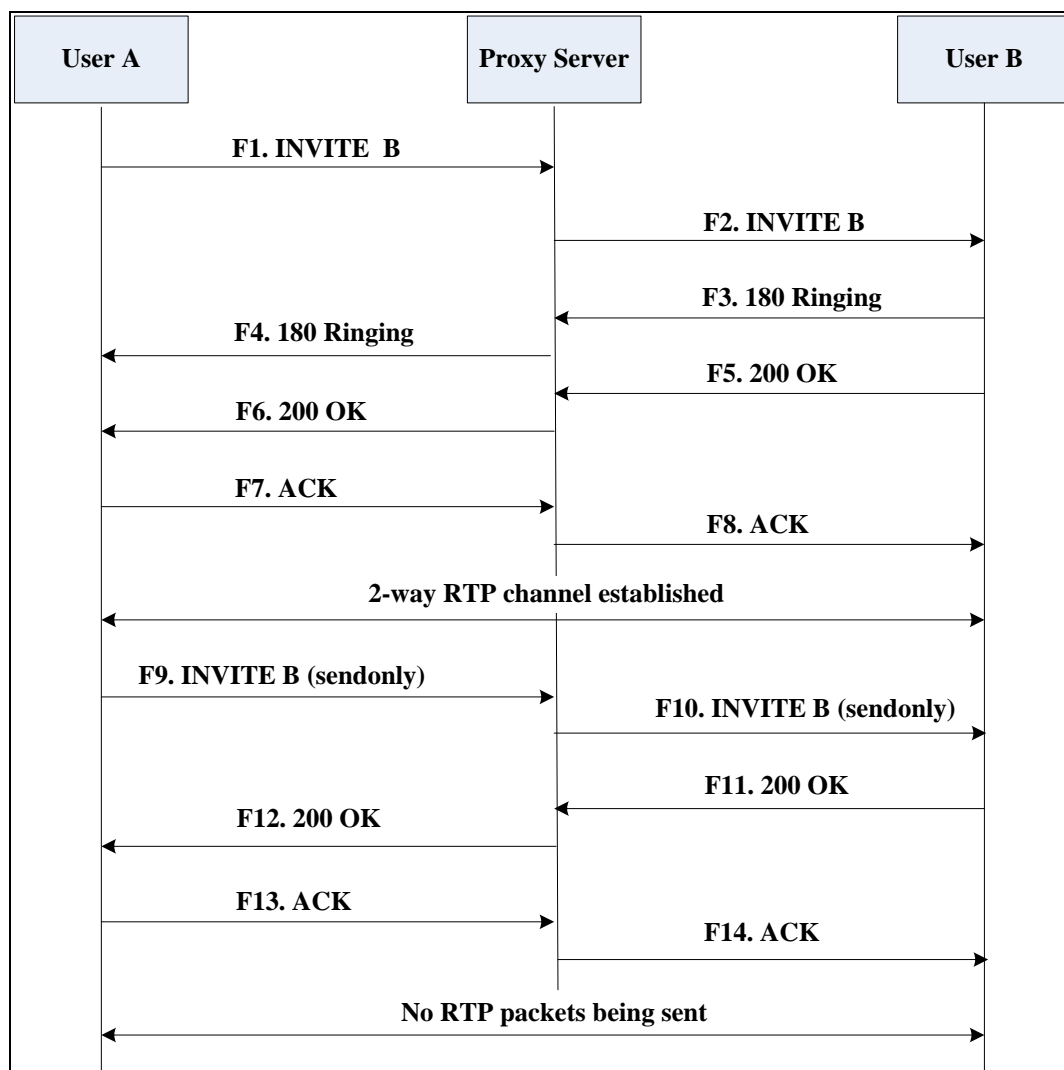 User A
Proxy Server
User B
F1. INVITE B
F2. INVITE B
F3. 180 Ringing
F4. 180 Ringing
F5. 200 OK
F6. 200 OK
F7. ACK
F8. ACK
2-way RTP channel established
F9. INVITE B (sendonly)
F10. INVITE B (sendonly)
F11. 200 OK
F12. 200 OK
F13. ACK
F14. ACK
No RTP packets being sent